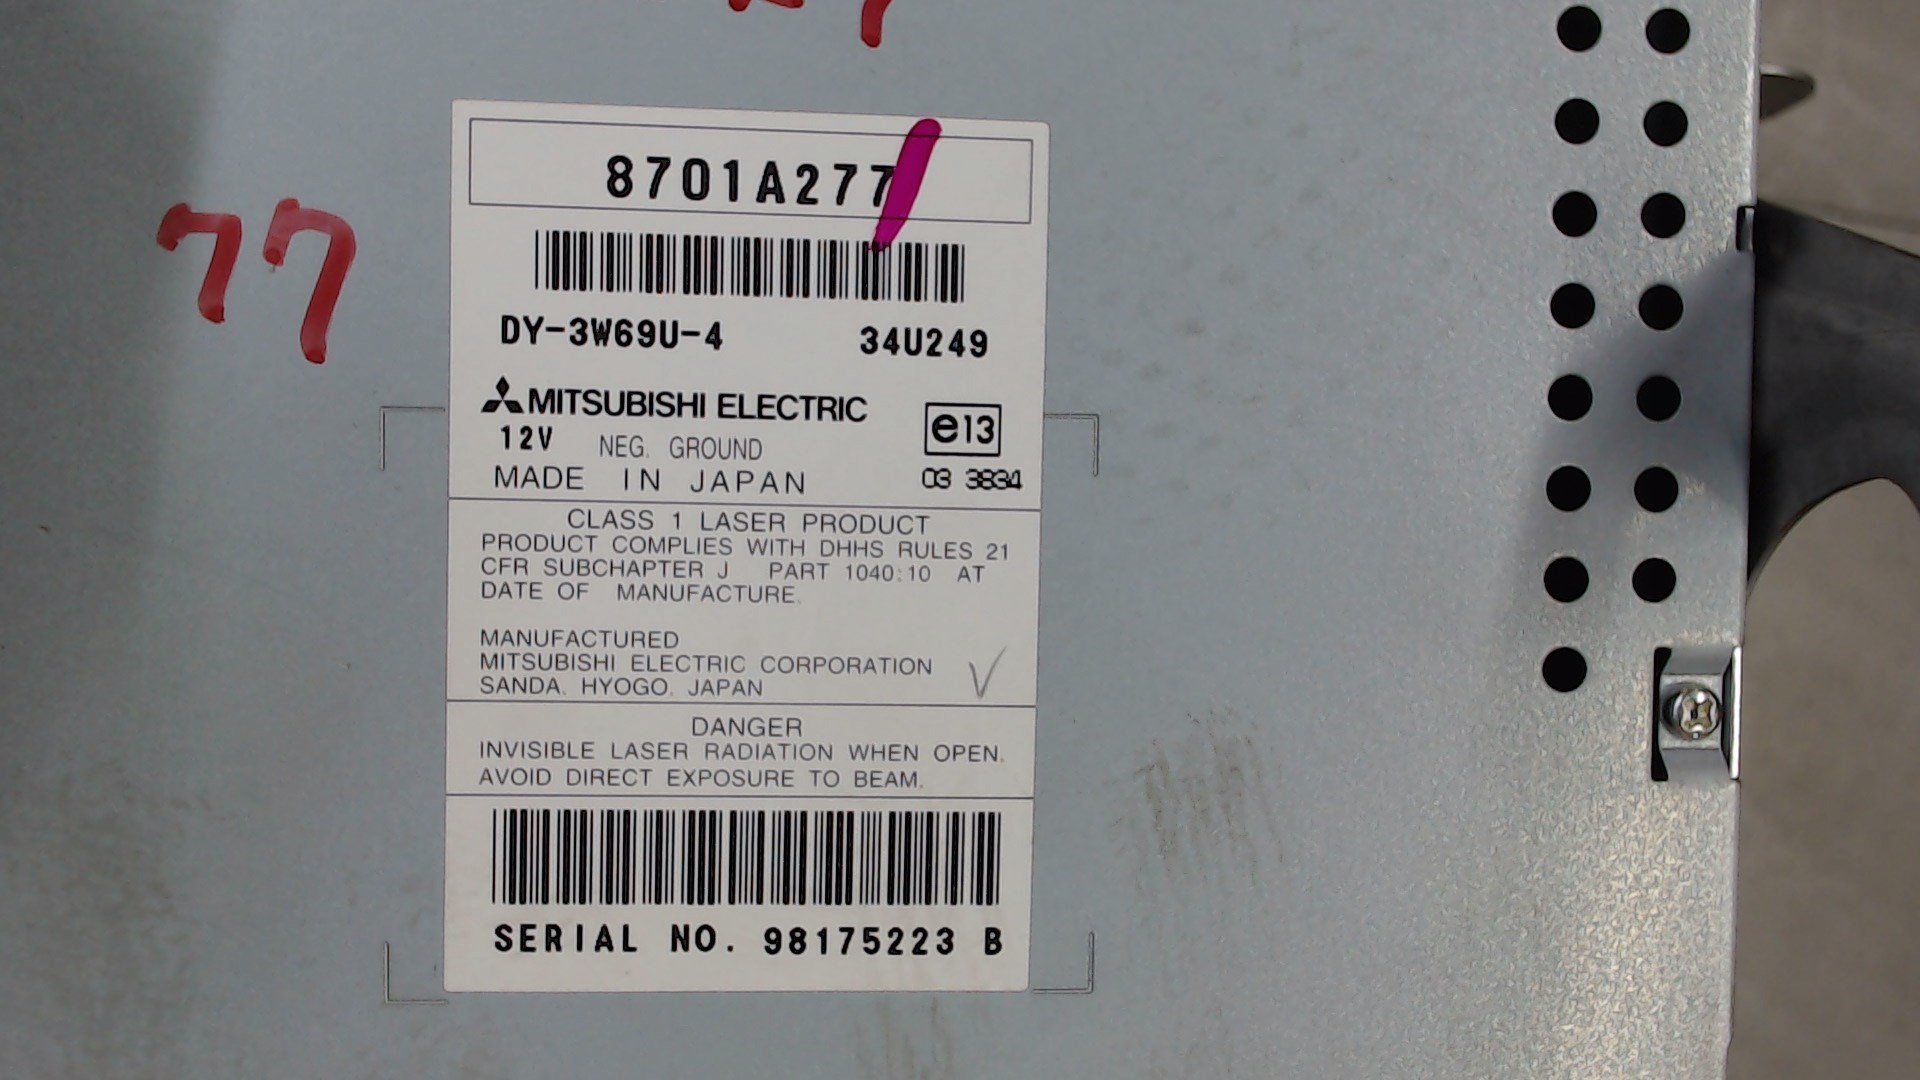 77
8701A277
DY-3W69U-4 34U249
MITSUBISHI ELECTRIC
e13
12V NEG. GROUND
MADE IN JAPAN 03 3834
CLASS 1 LASER PRODUCT
PRODUCT COMPLIES WITH DHHS RULES 21
CFR SUBCHAPTER J PART 1040:10 AT
DATE OF MANUFACTURE.
MANUFACTURED
MITSUBISHI ELECTRIC CORPORATION
SANDA. HYOGO. JAPAN
DANGER
INVISIBLE LASER RADIATION WHEN OPEN.
AVOID DIRECT EXPOSURE TO BEAM.
SERIAL NO. 98175223 B